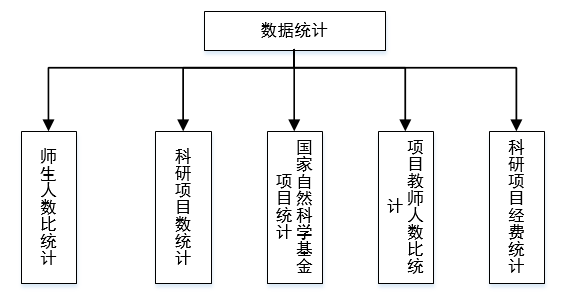 数据统计
师生人数比统计
科研项目数统计
国家自然科学基金
项目统计
项目教师人数比统
计
科研项目经费统计